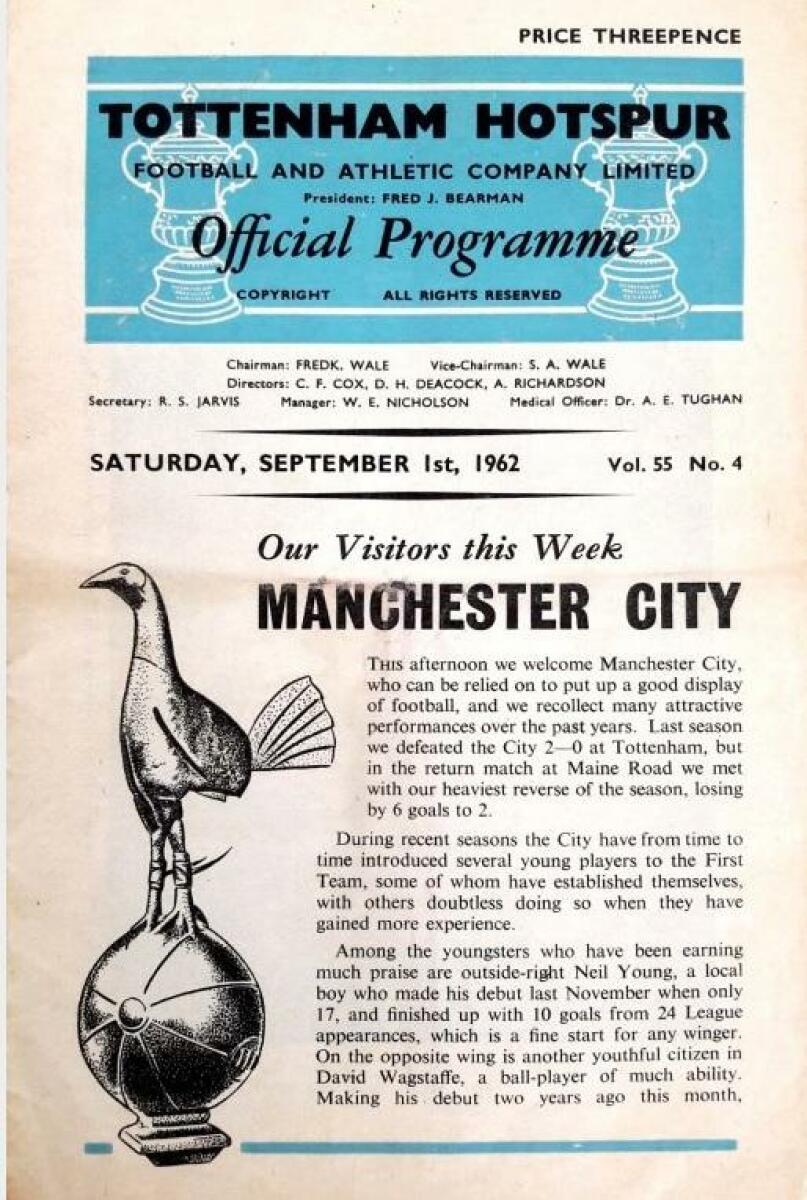 PRICE THREEPENCE
TOTTENHAM HOTSPUR
FOOTBALL AND ATHLETIC COMPANY LIMITED
President: FRED J. BEARMAN
Official Programme
COPYRIGHT ALL RIGHTS RESERVED
Chairman: FREDK. WALE Vice-Chairman: S. A. WALE
Directors: C. F. COX, D. H. DEACOCK, A. RICHARDSON
Secretary: R. S. JARVIS Manager: W. E. NICHOLSON Medical Officer: Dr. A. E. TUGHAN
SATURDAY, SEPTEMBER 1st, 1962 Vol. 55 No. 4
Our Visitors this Week
MANCHESTER CITY
THIS afternoon we welcome Manchester City,
who can be relied on to put up a good display
of football, and we recollect many attractive
performances over the past years. Last season
we defeated the City 2—0 at Tottenham, but
in the return match at Maine Road we met
with our heaviest reverse of the season, losing
by 6 goals to 2.
During recent seasons the City have from time to
time introduced several young players to the First
Team, some of whom have established themselves,
with others doubtless doing so when they have
gained more experience.
Among the youngsters who have been earning
much praise are outside-right Neil Young, a local
boy who made his debut last November when only
17, and finished up with 10 goals from 24 League
appearances, which is a fine start for any winger.
On the opposite wing is another youthful citizen in
David Wagstaffe, a ball-player of much ability.
Making his debut two years ago this month,